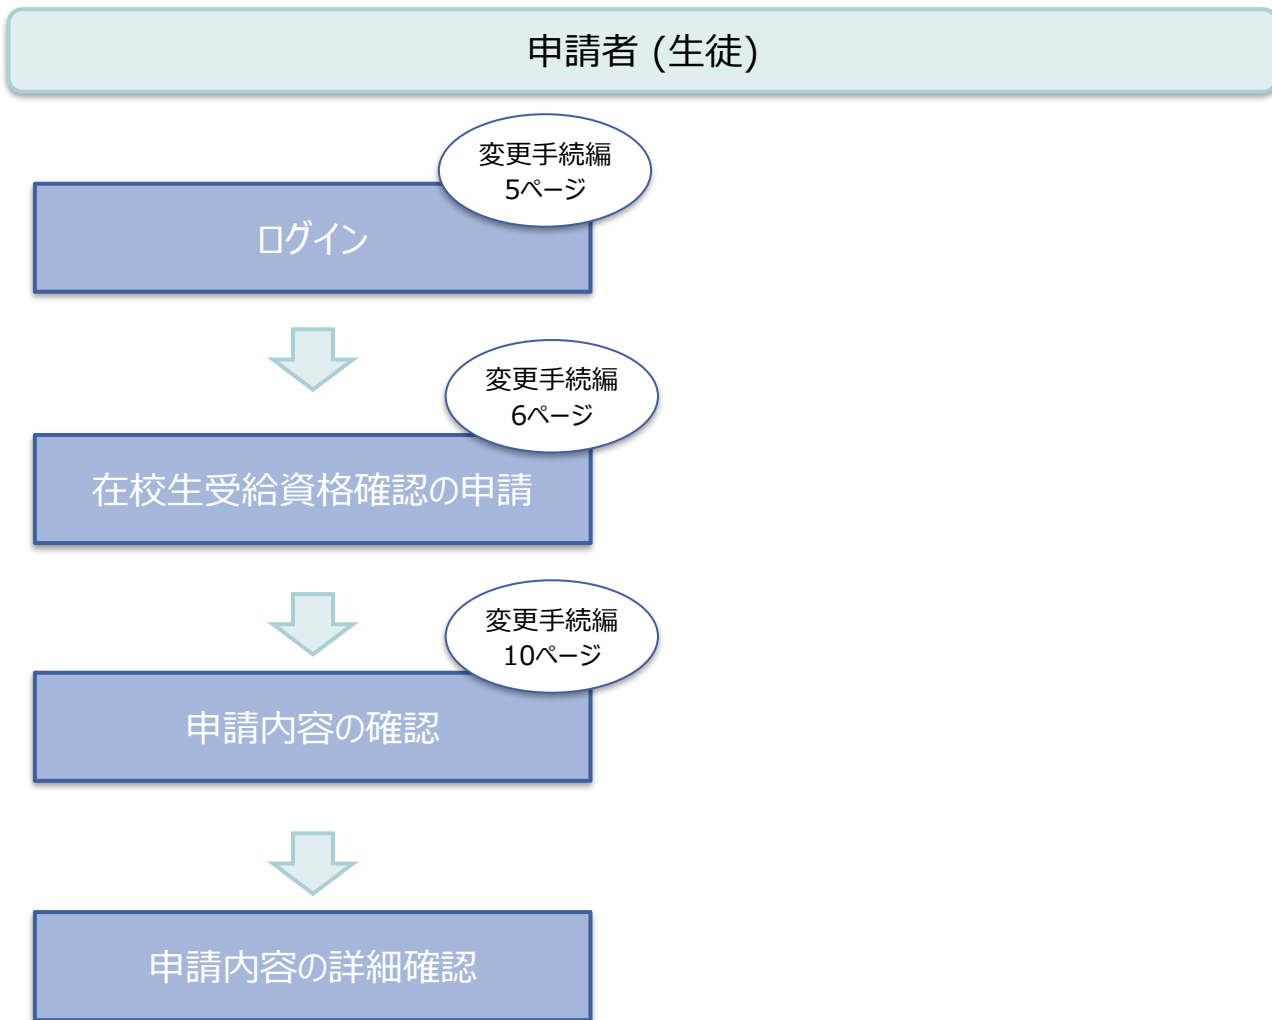 申請者 (生徒)
変更手続編
5ページ
ログイン
変更手続編
6ページ
在校生受給資格確認の申請
変更手続編
10ページ
申請内容の確認
申請内容の詳細確認